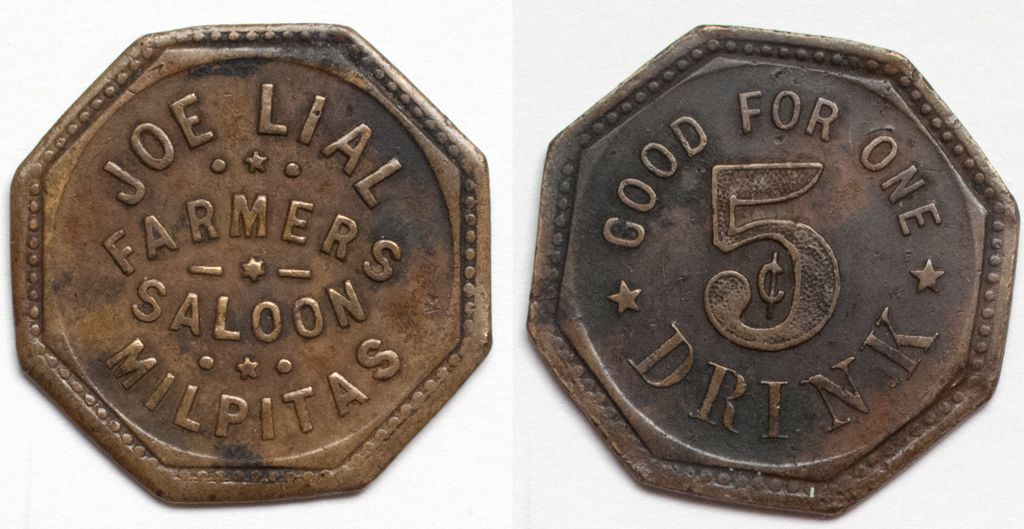 JOE LIAL
FARMERS
SALOON
MILPITAS
GOOD FOR ONE
5¢
DRINK